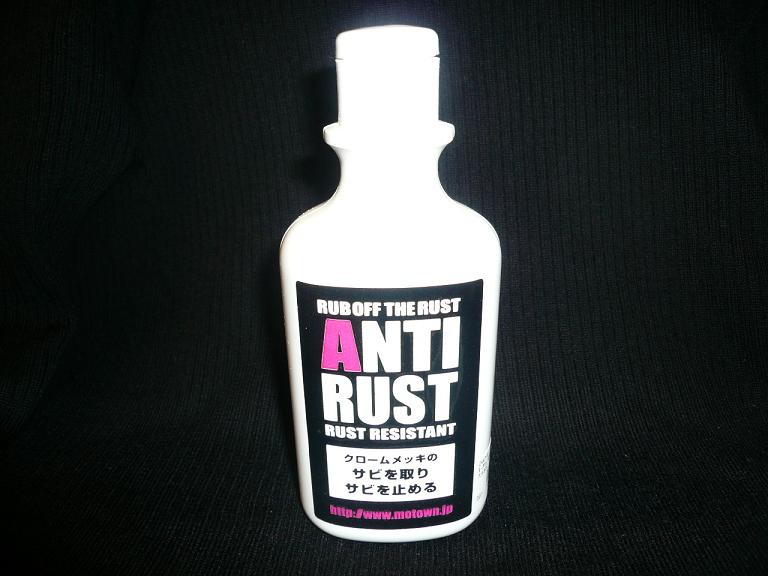 RUB OFF THE RUST
ANTI
RUST
RUST RESISTANT
クロームメッキの
サビを取り
サビを止める
http://www.motown.jp